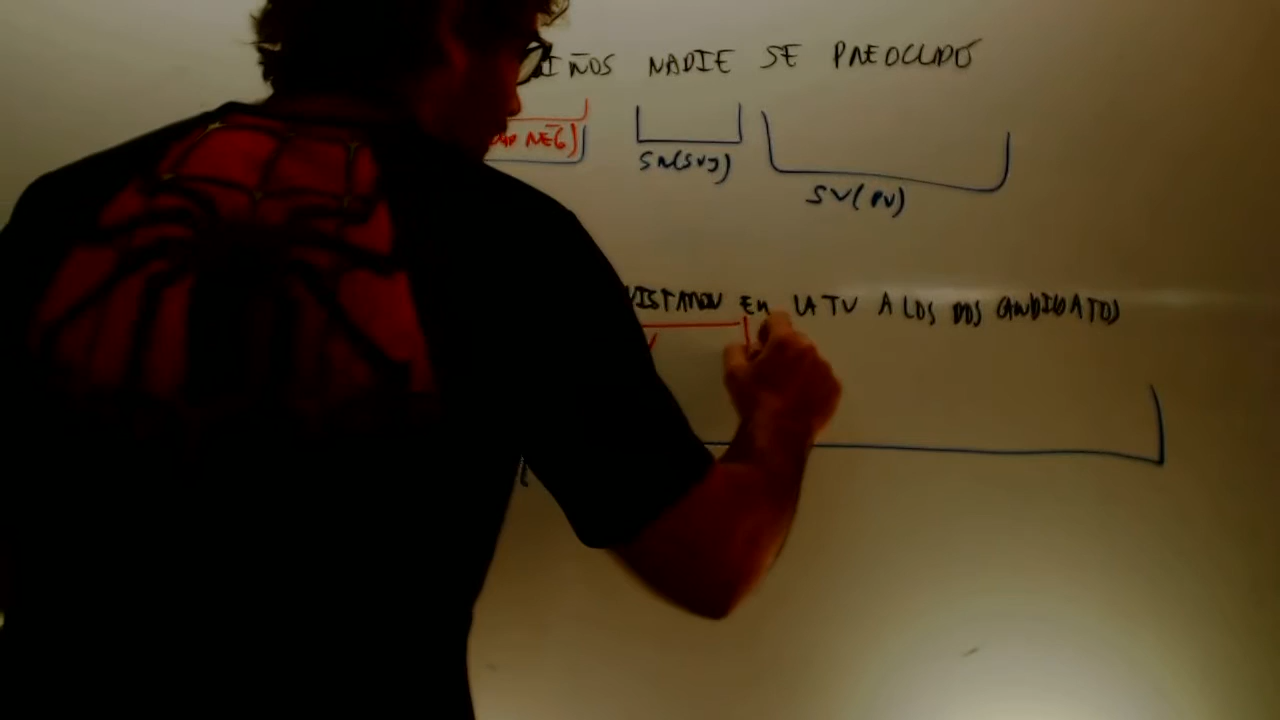 IÑOS NADIE SE PREOCUPÓ
NEG)
SN(SUJ)
SV(PV)
VISTARON EN LA TV A LOS DOS CANDIDATOS